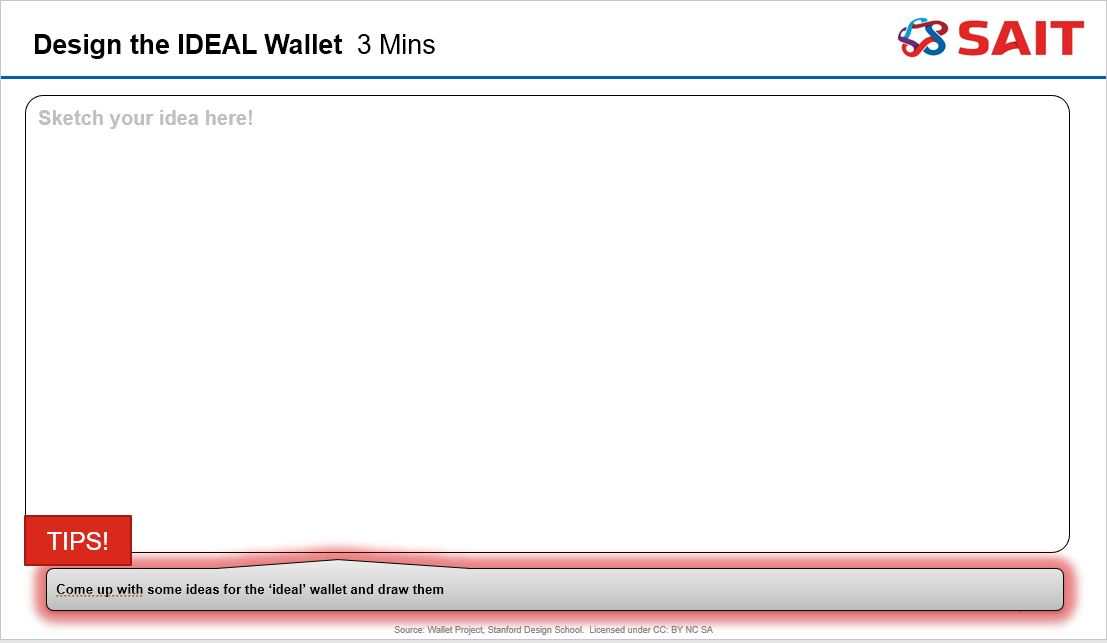 Design the IDEAL Wallet 3 Mins
SAIT
Sketch your idea here!
TIPS!
Come up with some ideas for the ‘ideal’ wallet and draw them
Source: Wallet Project, Stanford Design School. Licensed under CC: BY NC SA